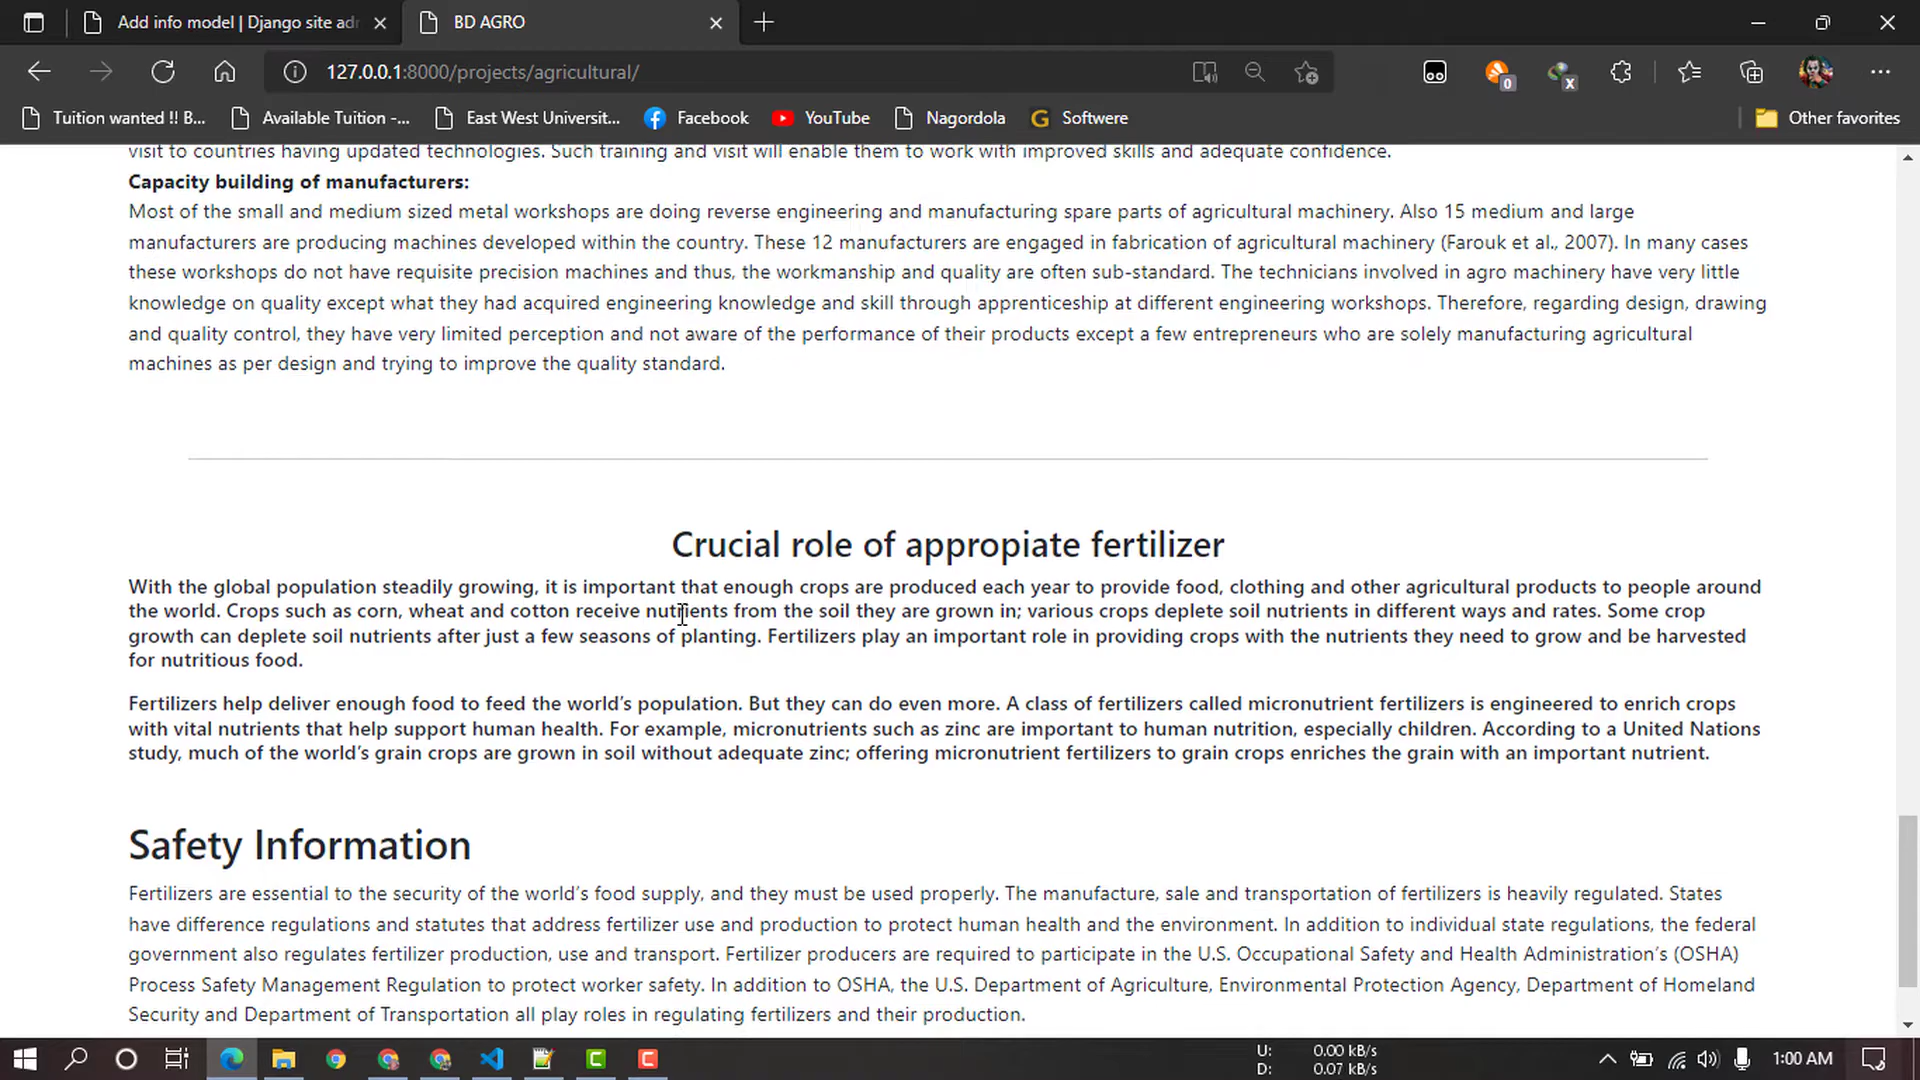 Add info model | Django site adr
BD AGRO
127.0.0.1:8000/projects/agricultural/
0
X
Tuition wanted !! B...
Available Tuition -...
East West Universit...
Facebook
YouTube
Nagordola
G
Softwere
Other favorites
visit to countries having updated technologies. Such training and visit will enable them to work with improved skills and adequate confidence.
Capacity building of manufacturers:
Most of the small and medium sized metal workshops are doing reverse engineering and manufacturing spare parts of agricultural machinery. Also 15 medium and large
manufacturers are producing machines developed within the country. These 12 manufacturers are engaged in fabrication of agricultural machinery (Farouk et al., 2007). In many cases
these workshops do not have requisite precision machines and thus, the workmanship and quality are often sub-standard. The technicians involved in agro machinery have very little
knowledge on quality except what they had acquired engineering knowledge and skill through apprenticeship at different engineering workshops. Therefore, regarding design, drawing
and quality control, they have very limited perception and not aware of the performance of their products except a few entrepreneurs who are solely manufacturing agricultural
machines as per design and trying to improve the quality standard.
Crucial role of appropiate fertilizer
With the global population steadily growing, it is important that enough crops are produced each year to provide food, clothing and other agricultural products to people around
the world. Crops such as corn, wheat and cotton receive nutrients from the soil they are grown in; various crops deplete soil nutrients in different ways and rates. Some crop
growth can deplete soil nutrients after just a few seasons of planting. Fertilizers play an important role in providing crops with the nutrients they need to grow and be harvested
for nutritious food.
Fertilizers help deliver enough food to feed the world’s population. But they can do even more. A class of fertilizers called micronutrient fertilizers is engineered to enrich crops
with vital nutrients that help support human health. For example, micronutrients such as zinc are important to human nutrition, especially children. According to a United Nations
study, much of the world’s grain crops are grown in soil without adequate zinc; offering micronutrient fertilizers to grain crops enriches the grain with an important nutrient.
Safety Information
Fertilizers are essential to the security of the world’s food supply, and they must be used properly. The manufacture, sale and transportation of fertilizers is heavily regulated. States
have difference regulations and statutes that address fertilizer use and production to protect human health and the environment. In addition to individual state regulations, the federal
government also regulates fertilizer production, use and transport. Fertilizer producers are required to participate in the U.S. Occupational Safety and Health Administration’s (OSHA)
Process Safety Management Regulation to protect worker safety. In addition to OSHA, the U.S. Department of Agriculture, Environmental Protection Agency, Department of Homeland
Security and Department of Transportation all play roles in regulating fertilizers and their production.
U: 0.00 kB/s
D: 0.07 kB/s
1:00 AM